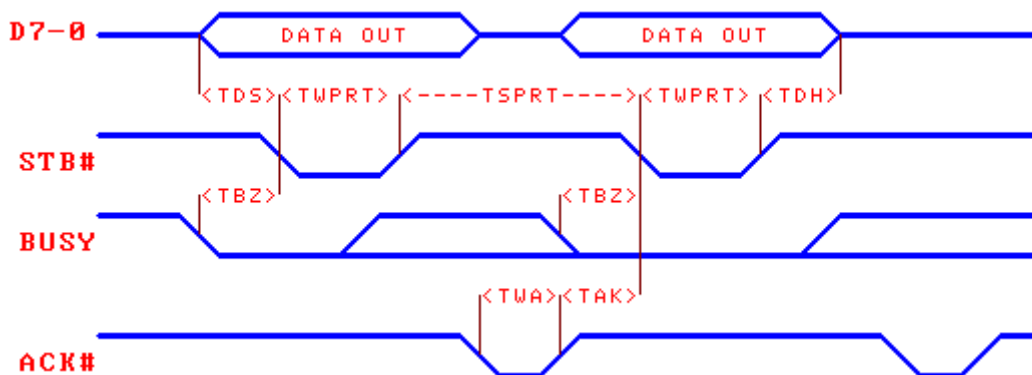 D7-0 DATA OUT DATA OUT
<TDS> <TWPRT> <----TSPRT----> <TWPRT> <TDH>
STB#
<TBZ> <TBZ>
BUSY
<TWA> <TAK>
ACK#